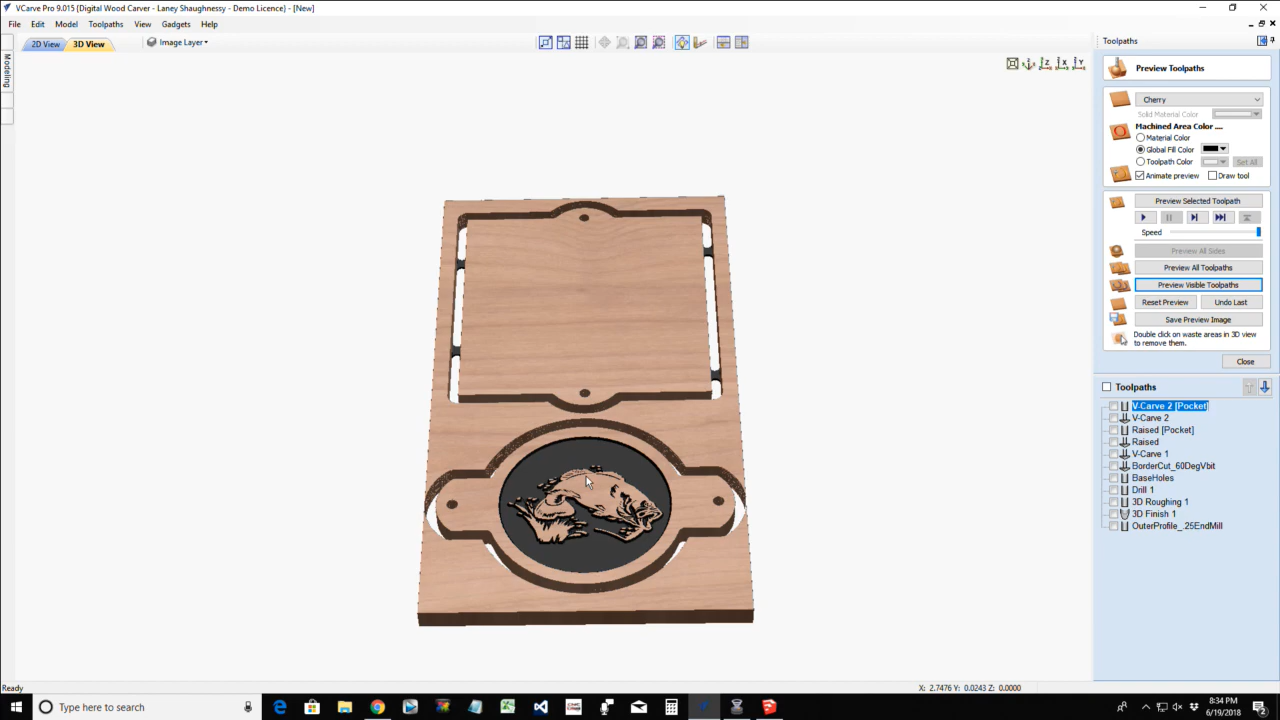 VCarve Pro 9.015 {Digital Wood Carver - Laney Shaughnessy - Demo Licence} - [New]
File Edit Model Toolpaths View Gadgets Help
2D View 3D View Image Layer
Modeling
Toolpaths
Preview Toolpaths
Cherry
Solid Material Color
Machined Area Color ....
Material Color
Global Fill Color
Toolpath Color Set All
Animate preview Draw tool
Preview Selected Toolpath
Speed
Preview All Sides
Preview All Toolpaths
Preview Visible Toolpaths
Reset Preview Undo Last
Save Preview Image
Double click on waste areas in 3D view
to remove them.
Close
Toolpaths
V-Carve 2 [Pocket]
V-Carve 2
Raised [Pocket]
Raised
V-Carve 1
BorderCut_60DegVbit
BaseHoles
Drill 1
3D Roughing 1
3D Finish 1
OuterProfile_.25EndMill
Ready X: 2.7476 Y: 0.0243 Z: 0.0000
Type here to search
8:34 PM
6/19/2018